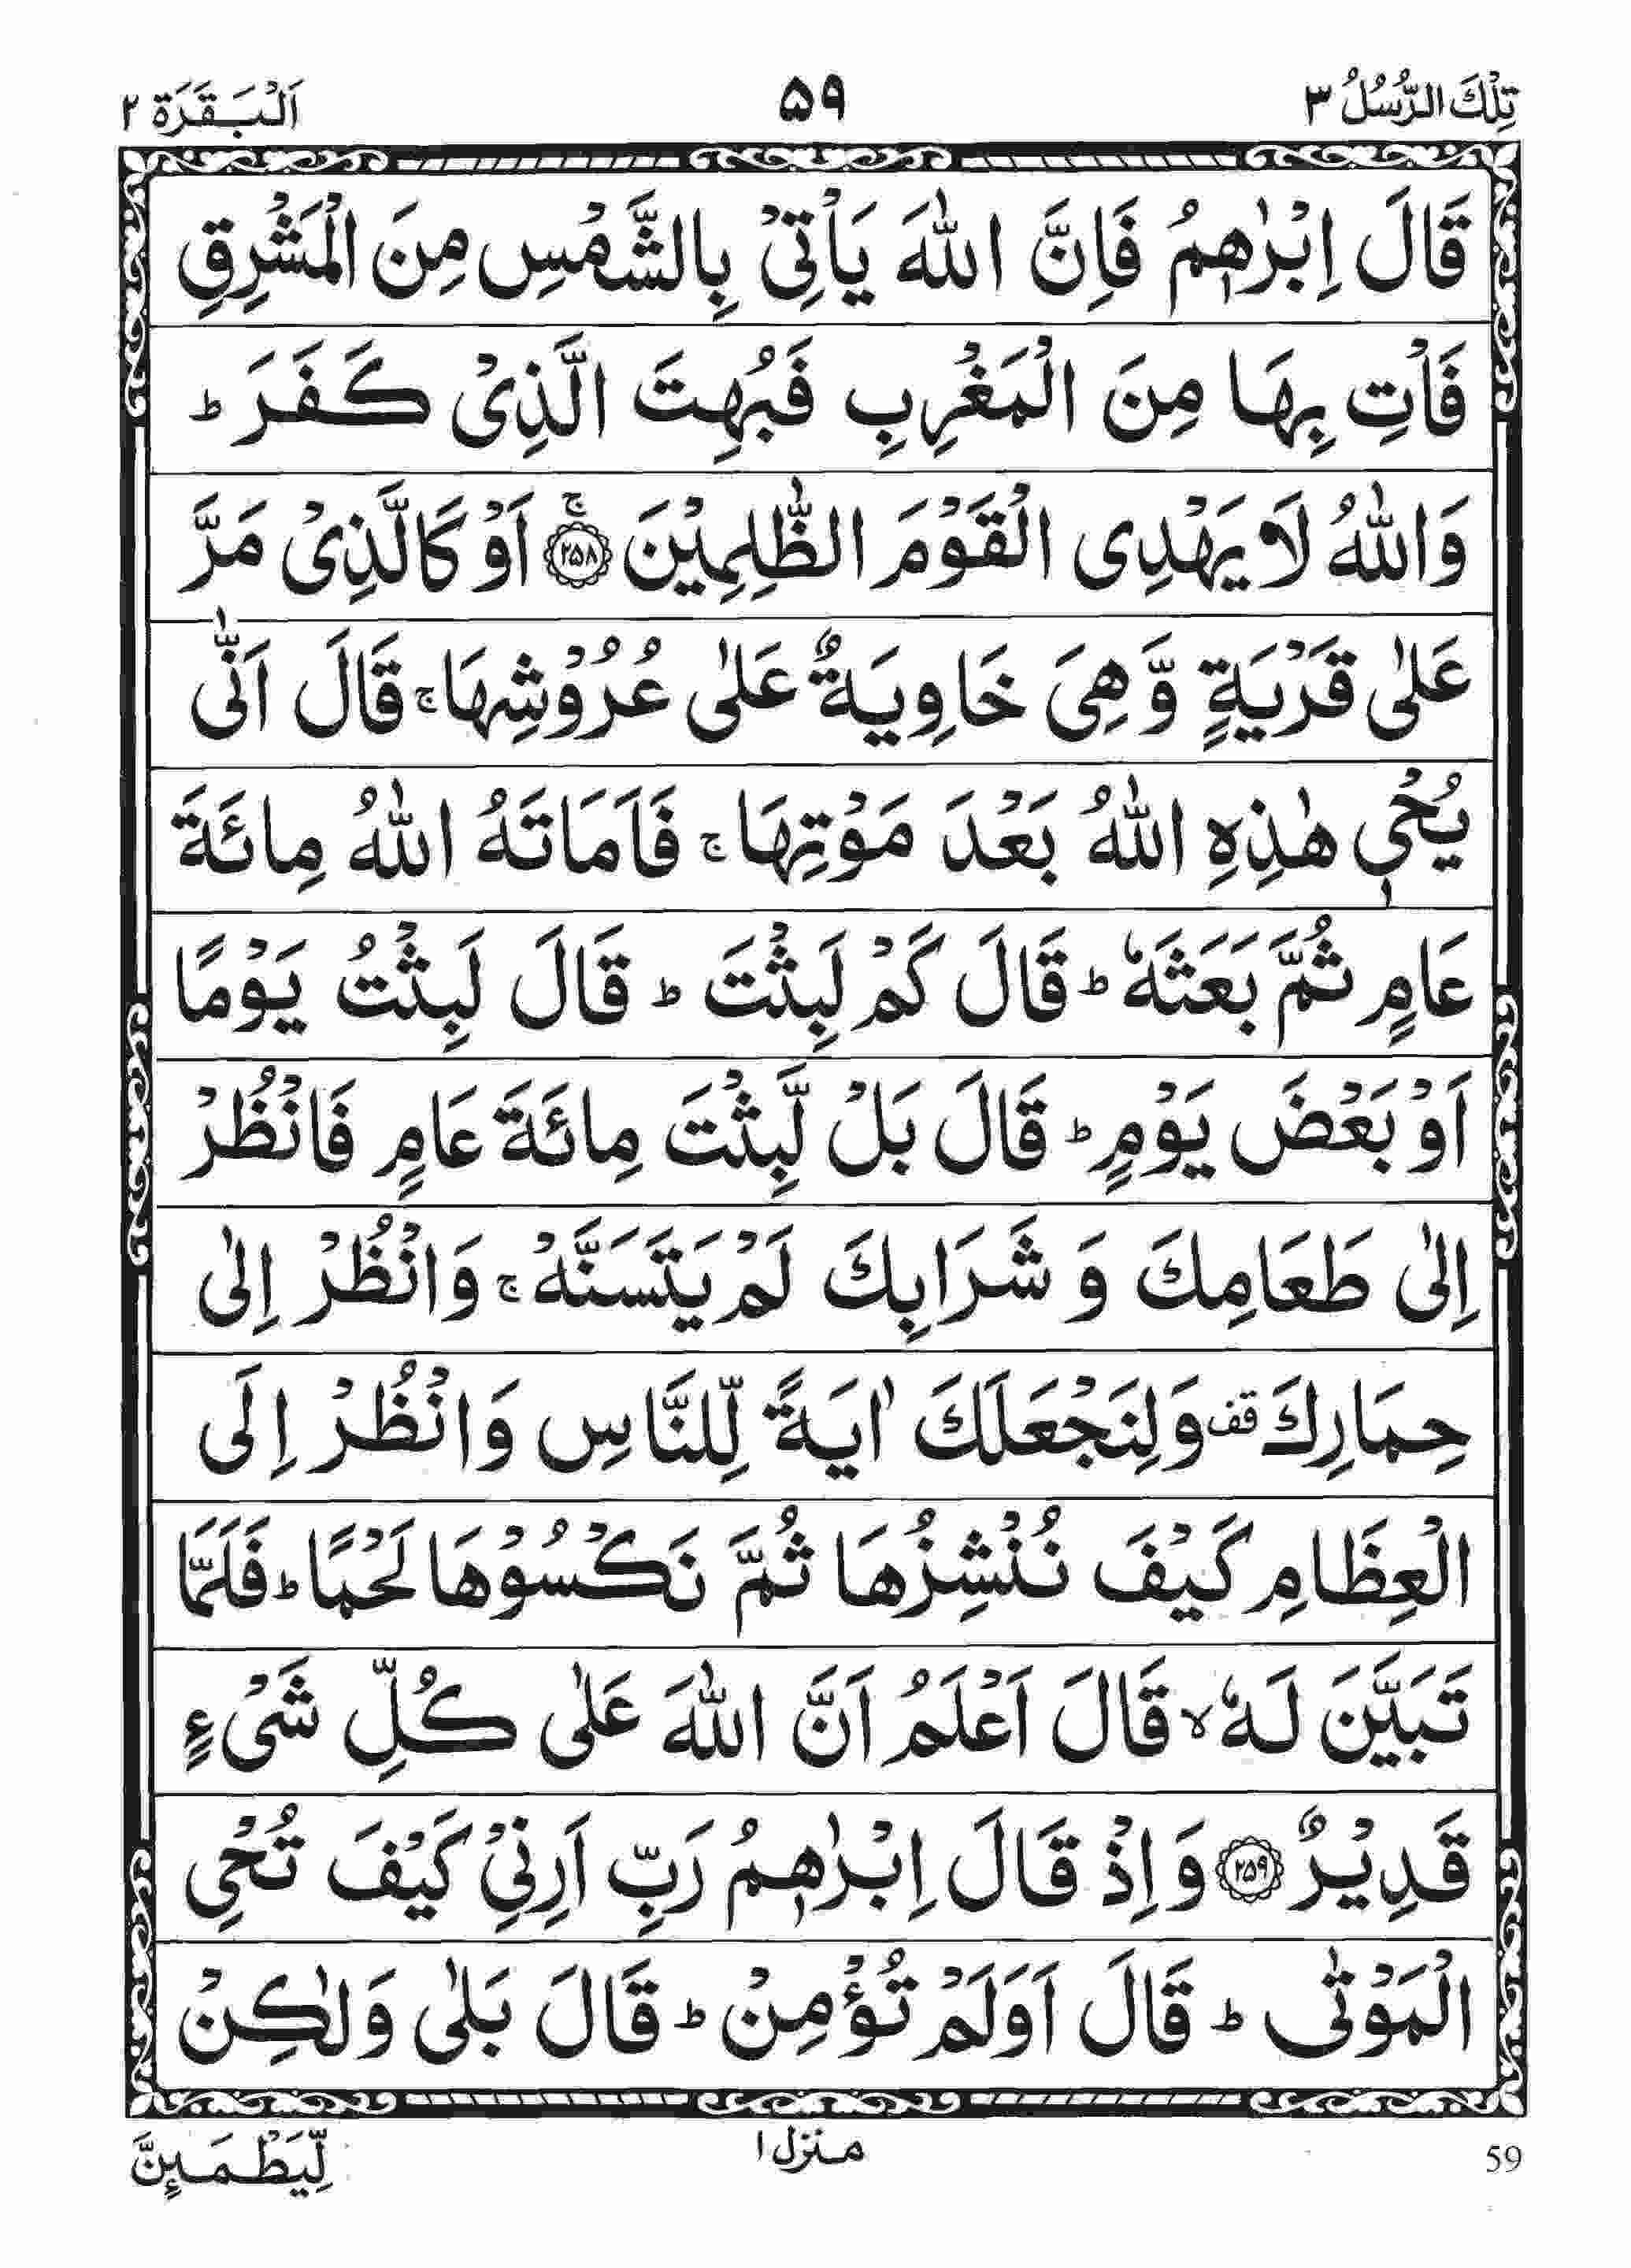 تِلْكَ الرُّسُلُ ٣
٥٩
اَلْبَقَرَة ٢
قَالَ اِبْرٰهٖمُ فَاِنَّ اللّٰهَ يَاْتِىْ بِالشَّمْسِ مِنَ الْمَشْرِقِ
فَاْتِ بِهَا مِنَ الْمَغْرِبِ فَبُهِتَ الَّذِىْ كَفَرَ ؕ
وَاللّٰهُ لَا يَهْدِى الْقَوْمَ الظّٰلِمِيْنَ ۚ ﴿٢٥٨﴾ اَوْ كَالَّذِىْ مَرَّ
عَلٰى قَرْيَةٍ وَّهِىَ خَاوِيَةٌ عَلٰى عُرُوْشِهَا ۚ قَالَ اَنّٰى
يُحْىٖ هٰذِهِ اللّٰهُ بَعْدَ مَوْتِهَا ۚ فَاَمَاتَهُ اللّٰهُ مِائَةَ
عَامٍ ثُمَّ بَعَثَهٗ ؕ قَالَ كَمْ لَبِثْتَ ؕ قَالَ لَبِثْتُ يَوْمًا
اَوْ بَعْضَ يَوْمٍ ؕ قَالَ بَلْ لَّبِثْتَ مِائَةَ عَامٍ فَانْظُرْ
اِلٰى طَعَامِكَ وَ شَرَابِكَ لَمْ يَتَسَنَّهْ ۚ وَانْظُرْ اِلٰى
حِمَارِكَ قف وَلِنَجْعَلَكَ اٰيَةً لِّلنَّاسِ وَانْظُرْ اِلَى
الْعِظَامِ كَيْفَ نُنْشِزُهَا ثُمَّ نَكْسُوْهَا لَحْمًا ؕ فَلَمَّا
تَبَيَّنَ لَهٗ ۙ قَالَ اَعْلَمُ اَنَّ اللّٰهَ عَلٰى كُلِّ شَىْءٍ
قَدِيْرٌ ﴿٢٥٩﴾ وَاِذْ قَالَ اِبْرٰهٖمُ رَبِّ اَرِنِىْ كَيْفَ تُحْىِ
الْمَوْتٰى ؕ قَالَ اَوَلَمْ تُؤْمِنْ ؕ قَالَ بَلٰى وَلٰكِنْ
لِّيَطْمَئِنَّ
منزل ١
59